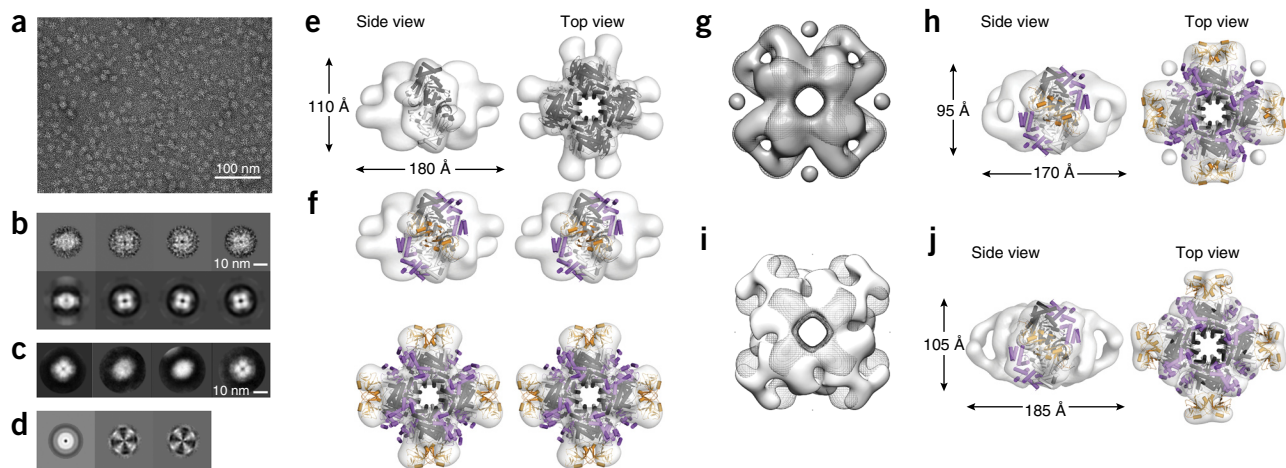 a
100 nm
b
10 nm
c
10 nm
d
e
Side view
Top view
110 Å
180 Å
f
g
h
Side view
Top view
95 Å
170 Å
i
j
Side view
Top view
105 Å
185 Å